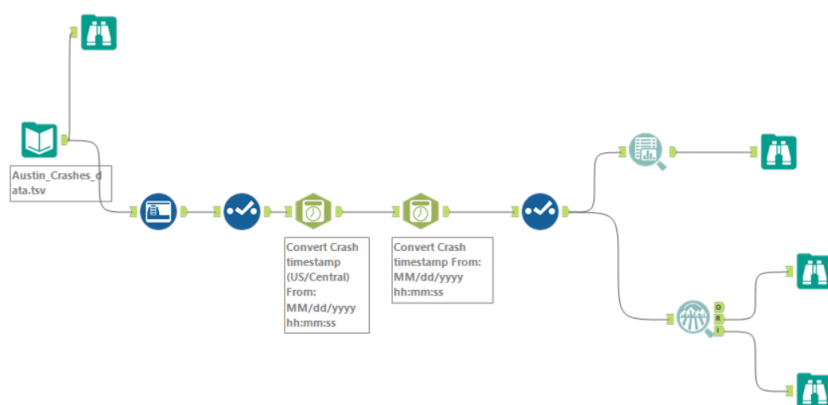 Austin_Crashes_d
ata.tsv
Convert Crash
timestamp
(US/Central)
From:
MM/dd/yyyy
hh:mm:ss
Convert Crash
timestamp From:
MM/dd/yyyy
hh:mm:ss
O
R
I